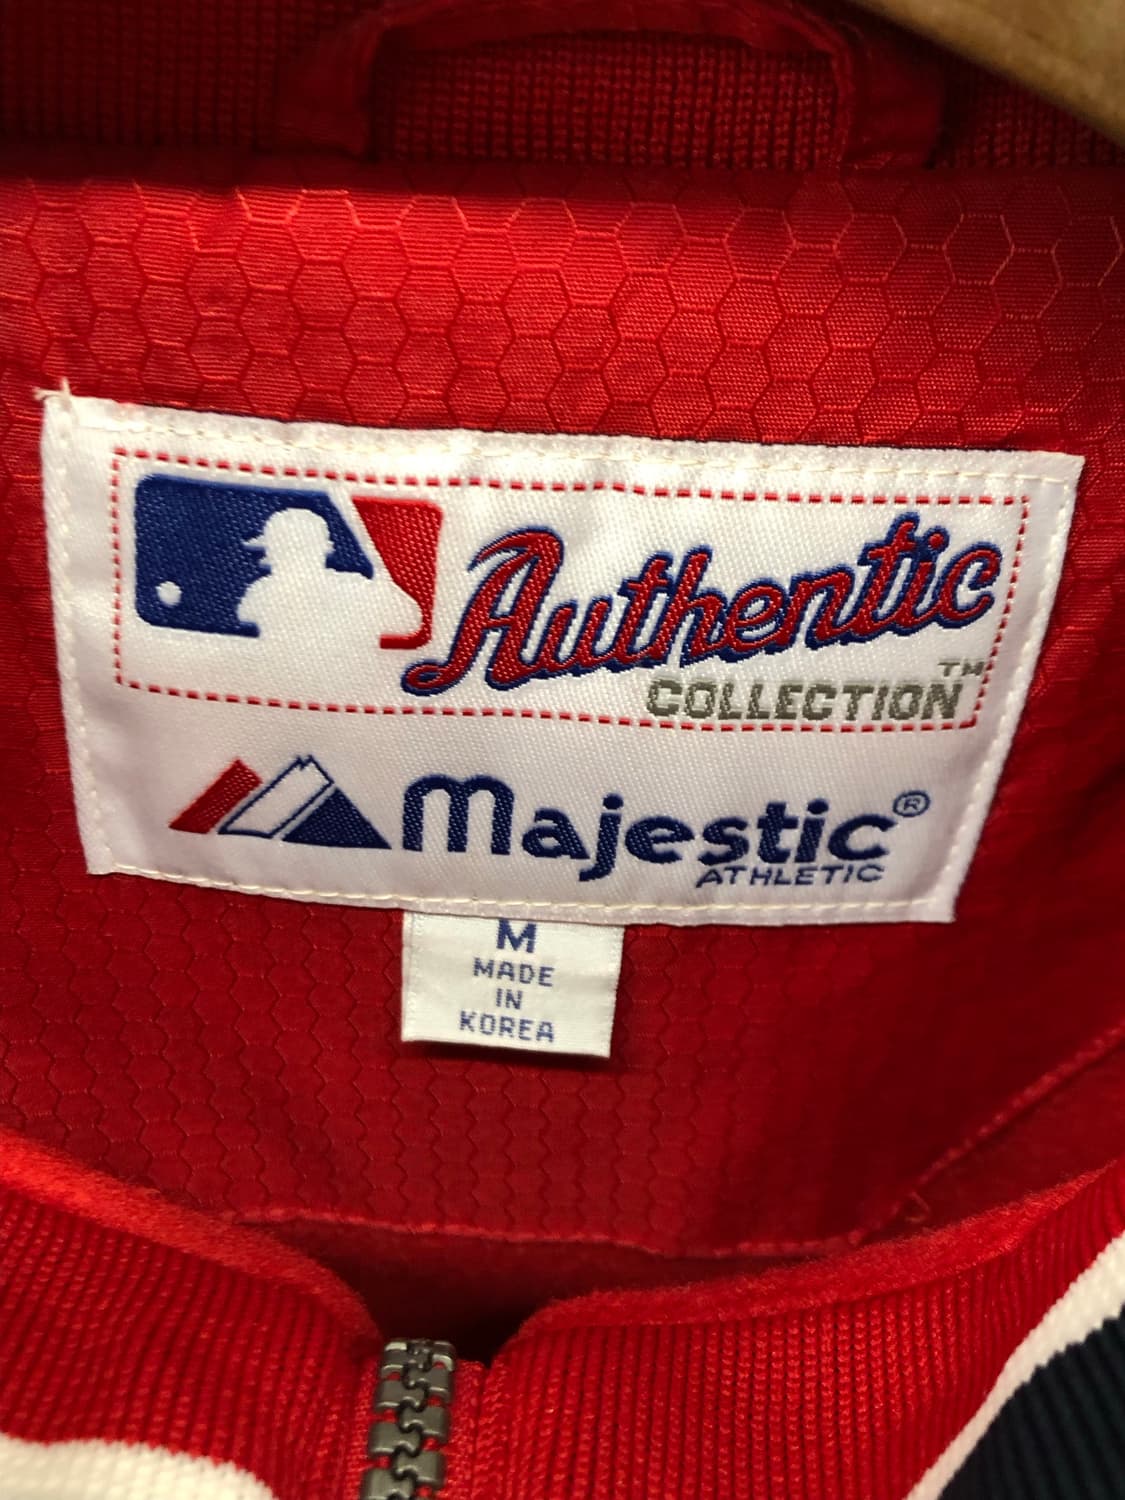 Authentic
COLLECTION™
Majestic®
ATHLETIC
M
MADE
IN
KOREA